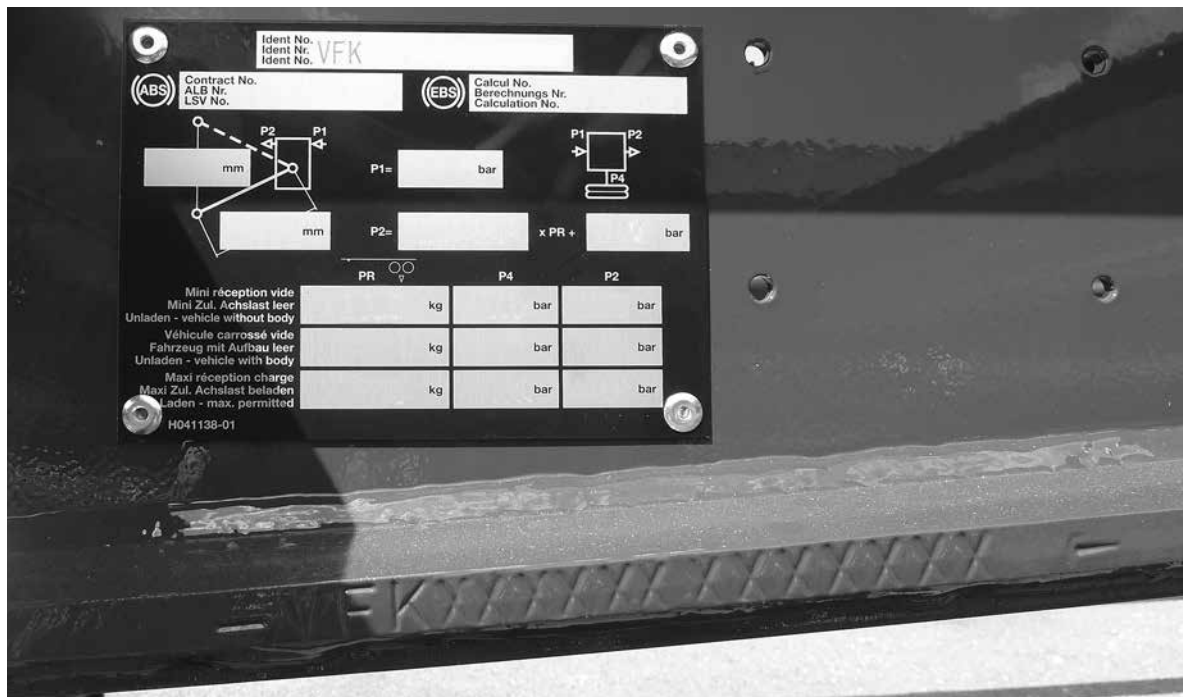 Ident No.
Ident Nr. VFK
Ident No.
ABS
Contract No.
ALB Nr.
LSV No.
EBS
Calcul No.
Berechnungs Nr.
Calculation No.
P2 P1
mm
P1= bar
P1 P2
P4
mm
P2= x PR + bar
PR P4 P2
Mini réception vide
Mini Zul. Achslast leer kg bar bar
Unladen - vehicle without body
Véhicule carrossé vide
Fahrzeug mit Aufbau leer kg bar bar
Unladen - vehicle with body
Maxi réception charge
Maxi Zul. Achslast beladen kg bar bar
Laden - max. permitted
H041138-01